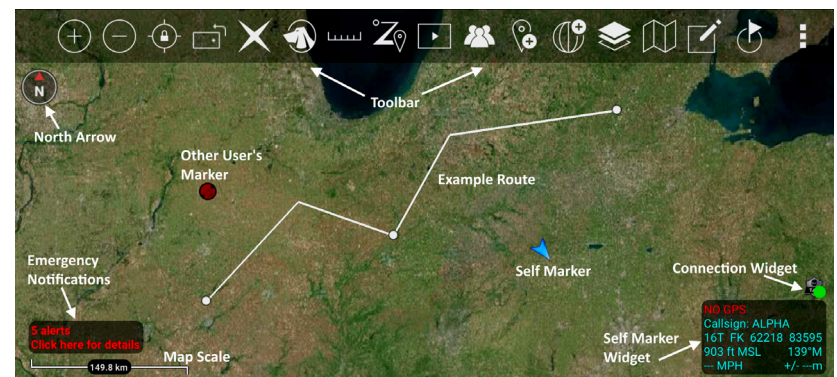 Toolbar
N
North Arrow
Other User's
Marker
Example Route
Self Marker
Connection Widget
Emergency
Notifications
5 alerts
Click here for details
Map Scale
149.8 km
Self Marker
Widget
NO GPS
Callsign: ALPHA
16T FK 62218 83595
903 ft MSL 139°M
--- MPH +/- ---m